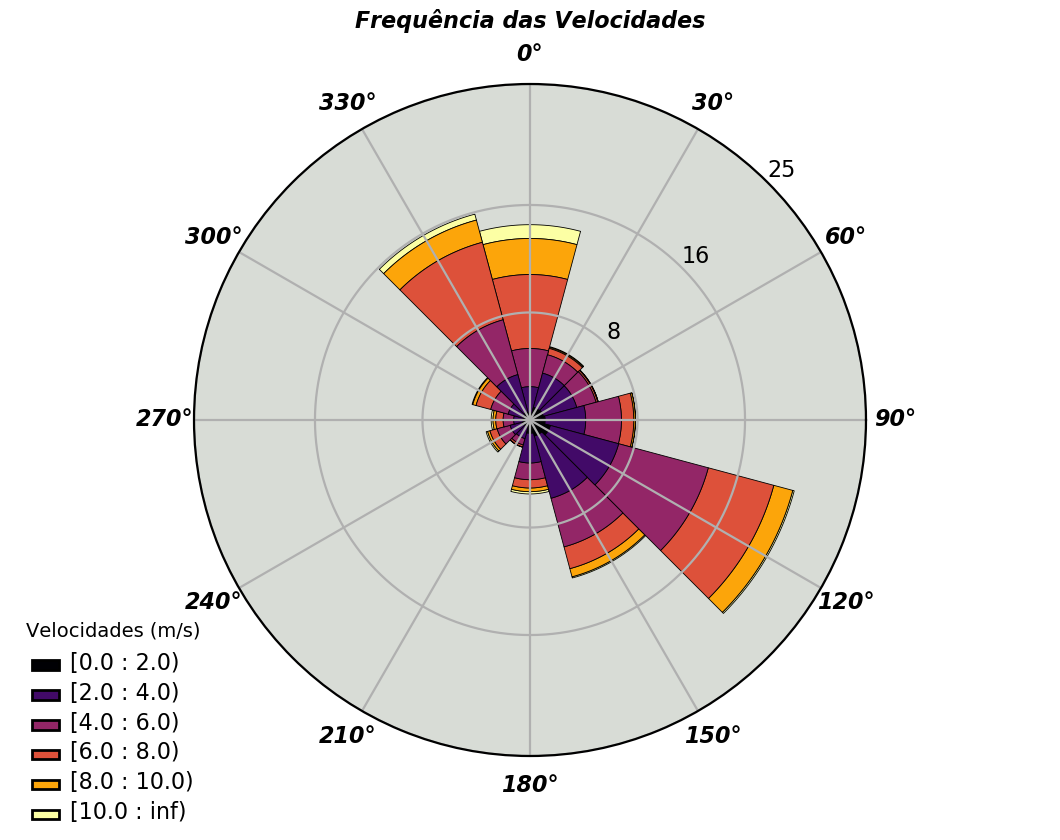 Frequência das Velocidades
0°
330°
30°
25
300°
60°
16
8
270°
90°
240°
120°
210°
150°
180°
Velocidades (m/s)
[0.0 : 2.0)
[2.0 : 4.0)
[4.0 : 6.0)
[6.0 : 8.0)
[8.0 : 10.0)
[10.0 : inf)